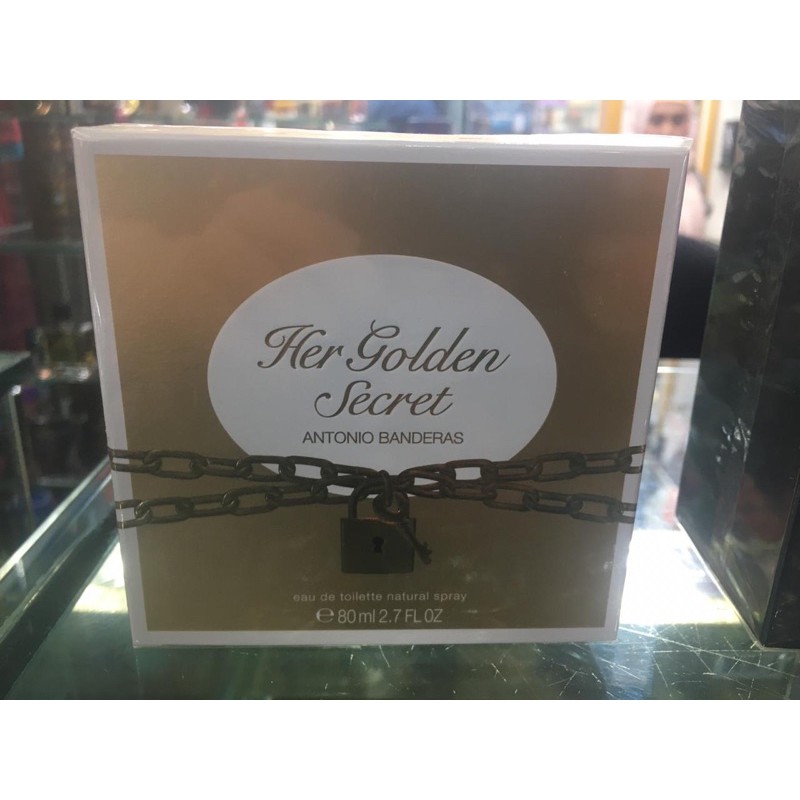 Her Golden
Secret
ANTONIO BANDERAS
eau de toilette natural spray
℮ 80 ml 2.7 FL OZ